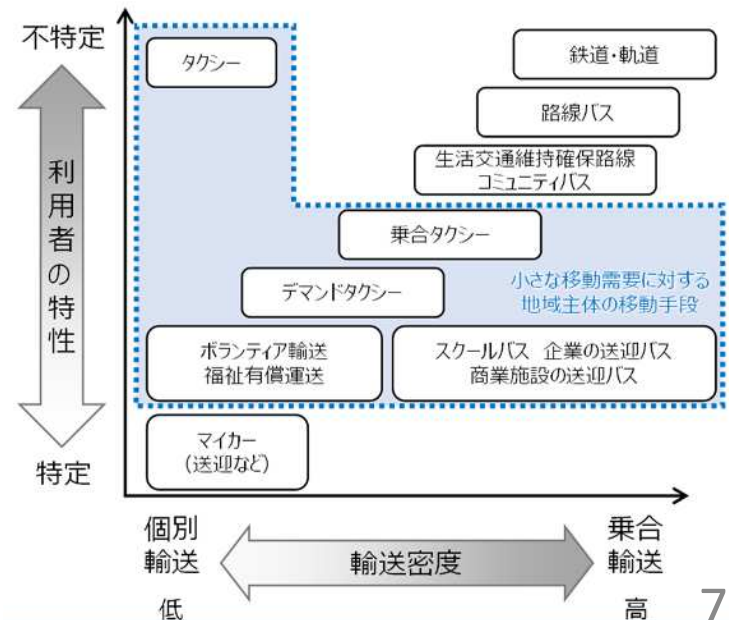 不特定
利用者の特性
特定
タクシー
鉄道・軌道
路線バス
生活交通維持確保路線
コミュニティバス
乗合タクシー
デマンドタクシー
小さな移動需要に対する
地域主体の移動手段
ボランティア輸送
福祉有償運送
スクールバス 企業の送迎バス
商業施設の送迎バス
マイカー
(送迎など)
個別
輸送
低
輸送密度
乗合
輸送
高
7